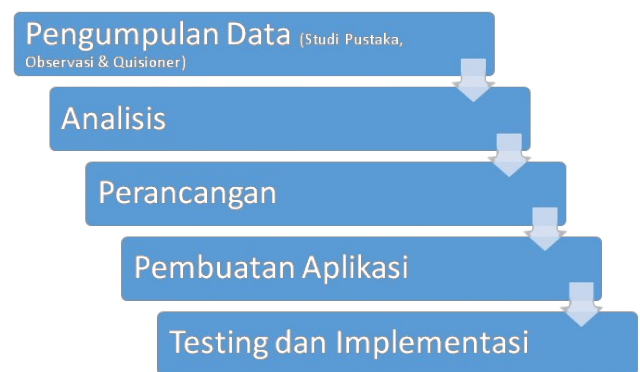 Pengumpulan Data (Studi Pustaka,
Observasi & Quisioner)
Analisis
Perancangan
Pembuatan Aplikasi
Testing dan Implementasi